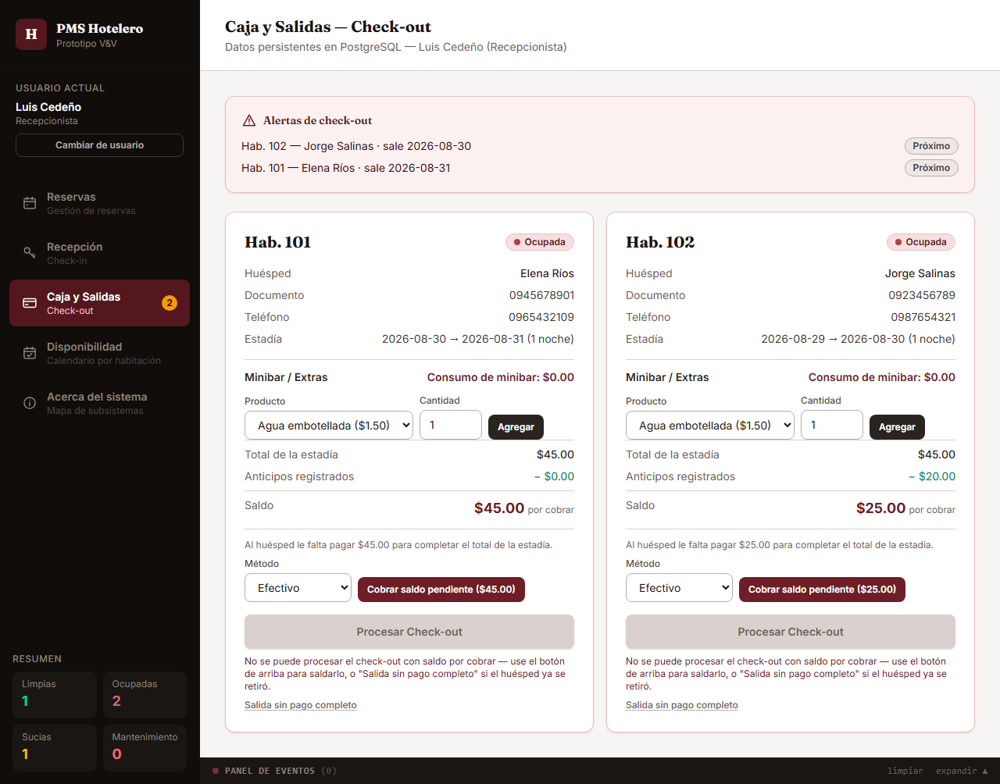 H
PMS Hotelero
Prototipo V&V
USUARIO ACTUAL
Luis Cedeño
Recepcionista
Cambiar de usuario
Reservas
Gestión de reservas
Recepción
Check-in
Caja y Salidas
Check-out
2
Disponibilidad
Calendario por habitación
Acerca del sistema
Mapa de subsistemas
RESUMEN
Limpias
1
Ocupadas
2
Sucias
1
Mantenimiento
0
Caja y Salidas — Check-out
Datos persistentes en PostgreSQL — Luis Cedeño (Recepcionista)
Alertas de check-out
Hab. 102 — Jorge Salinas · sale 2026-08-30 Próximo
Hab. 101 — Elena Ríos · sale 2026-08-31 Próximo
Hab. 101 Ocupada
Huésped Elena Ríos
Documento 0945678901
Teléfono 0965432109
Estadía 2026-08-30 → 2026-08-31 (1 noche)
Minibar / Extras Consumo de minibar: $0.00
Producto Cantidad
Agua embotellada ($1.50) 1 Agregar
Total de la estadía $45.00
Anticipos registrados − $0.00
Saldo $45.00 por cobrar
Al huésped le falta pagar $45.00 para completar el total de la estadía.
Método
Efectivo Cobrar saldo pendiente ($45.00)
Procesar Check-out
No se puede procesar el check-out con saldo por cobrar — use el botón
de arriba para saldarlo, o "Salida sin pago completo" si el huésped ya se
retiró.
Salida sin pago completo
Hab. 102 Ocupada
Huésped Jorge Salinas
Documento 0923456789
Teléfono 0987654321
Estadía 2026-08-29 → 2026-08-30 (1 noche)
Minibar / Extras Consumo de minibar: $0.00
Producto Cantidad
Agua embotellada ($1.50) 1 Agregar
Total de la estadía $45.00
Anticipos registrados − $20.00
Saldo $25.00 por cobrar
Al huésped le falta pagar $25.00 para completar el total de la estadía.
Método
Efectivo Cobrar saldo pendiente ($25.00)
Procesar Check-out
No se puede procesar el check-out con saldo por cobrar — use el botón
de arriba para saldarlo, o "Salida sin pago completo" si el huésped ya se
retiró.
Salida sin pago completo
PANEL DE EVENTOS (0) limpiar expandir ▲